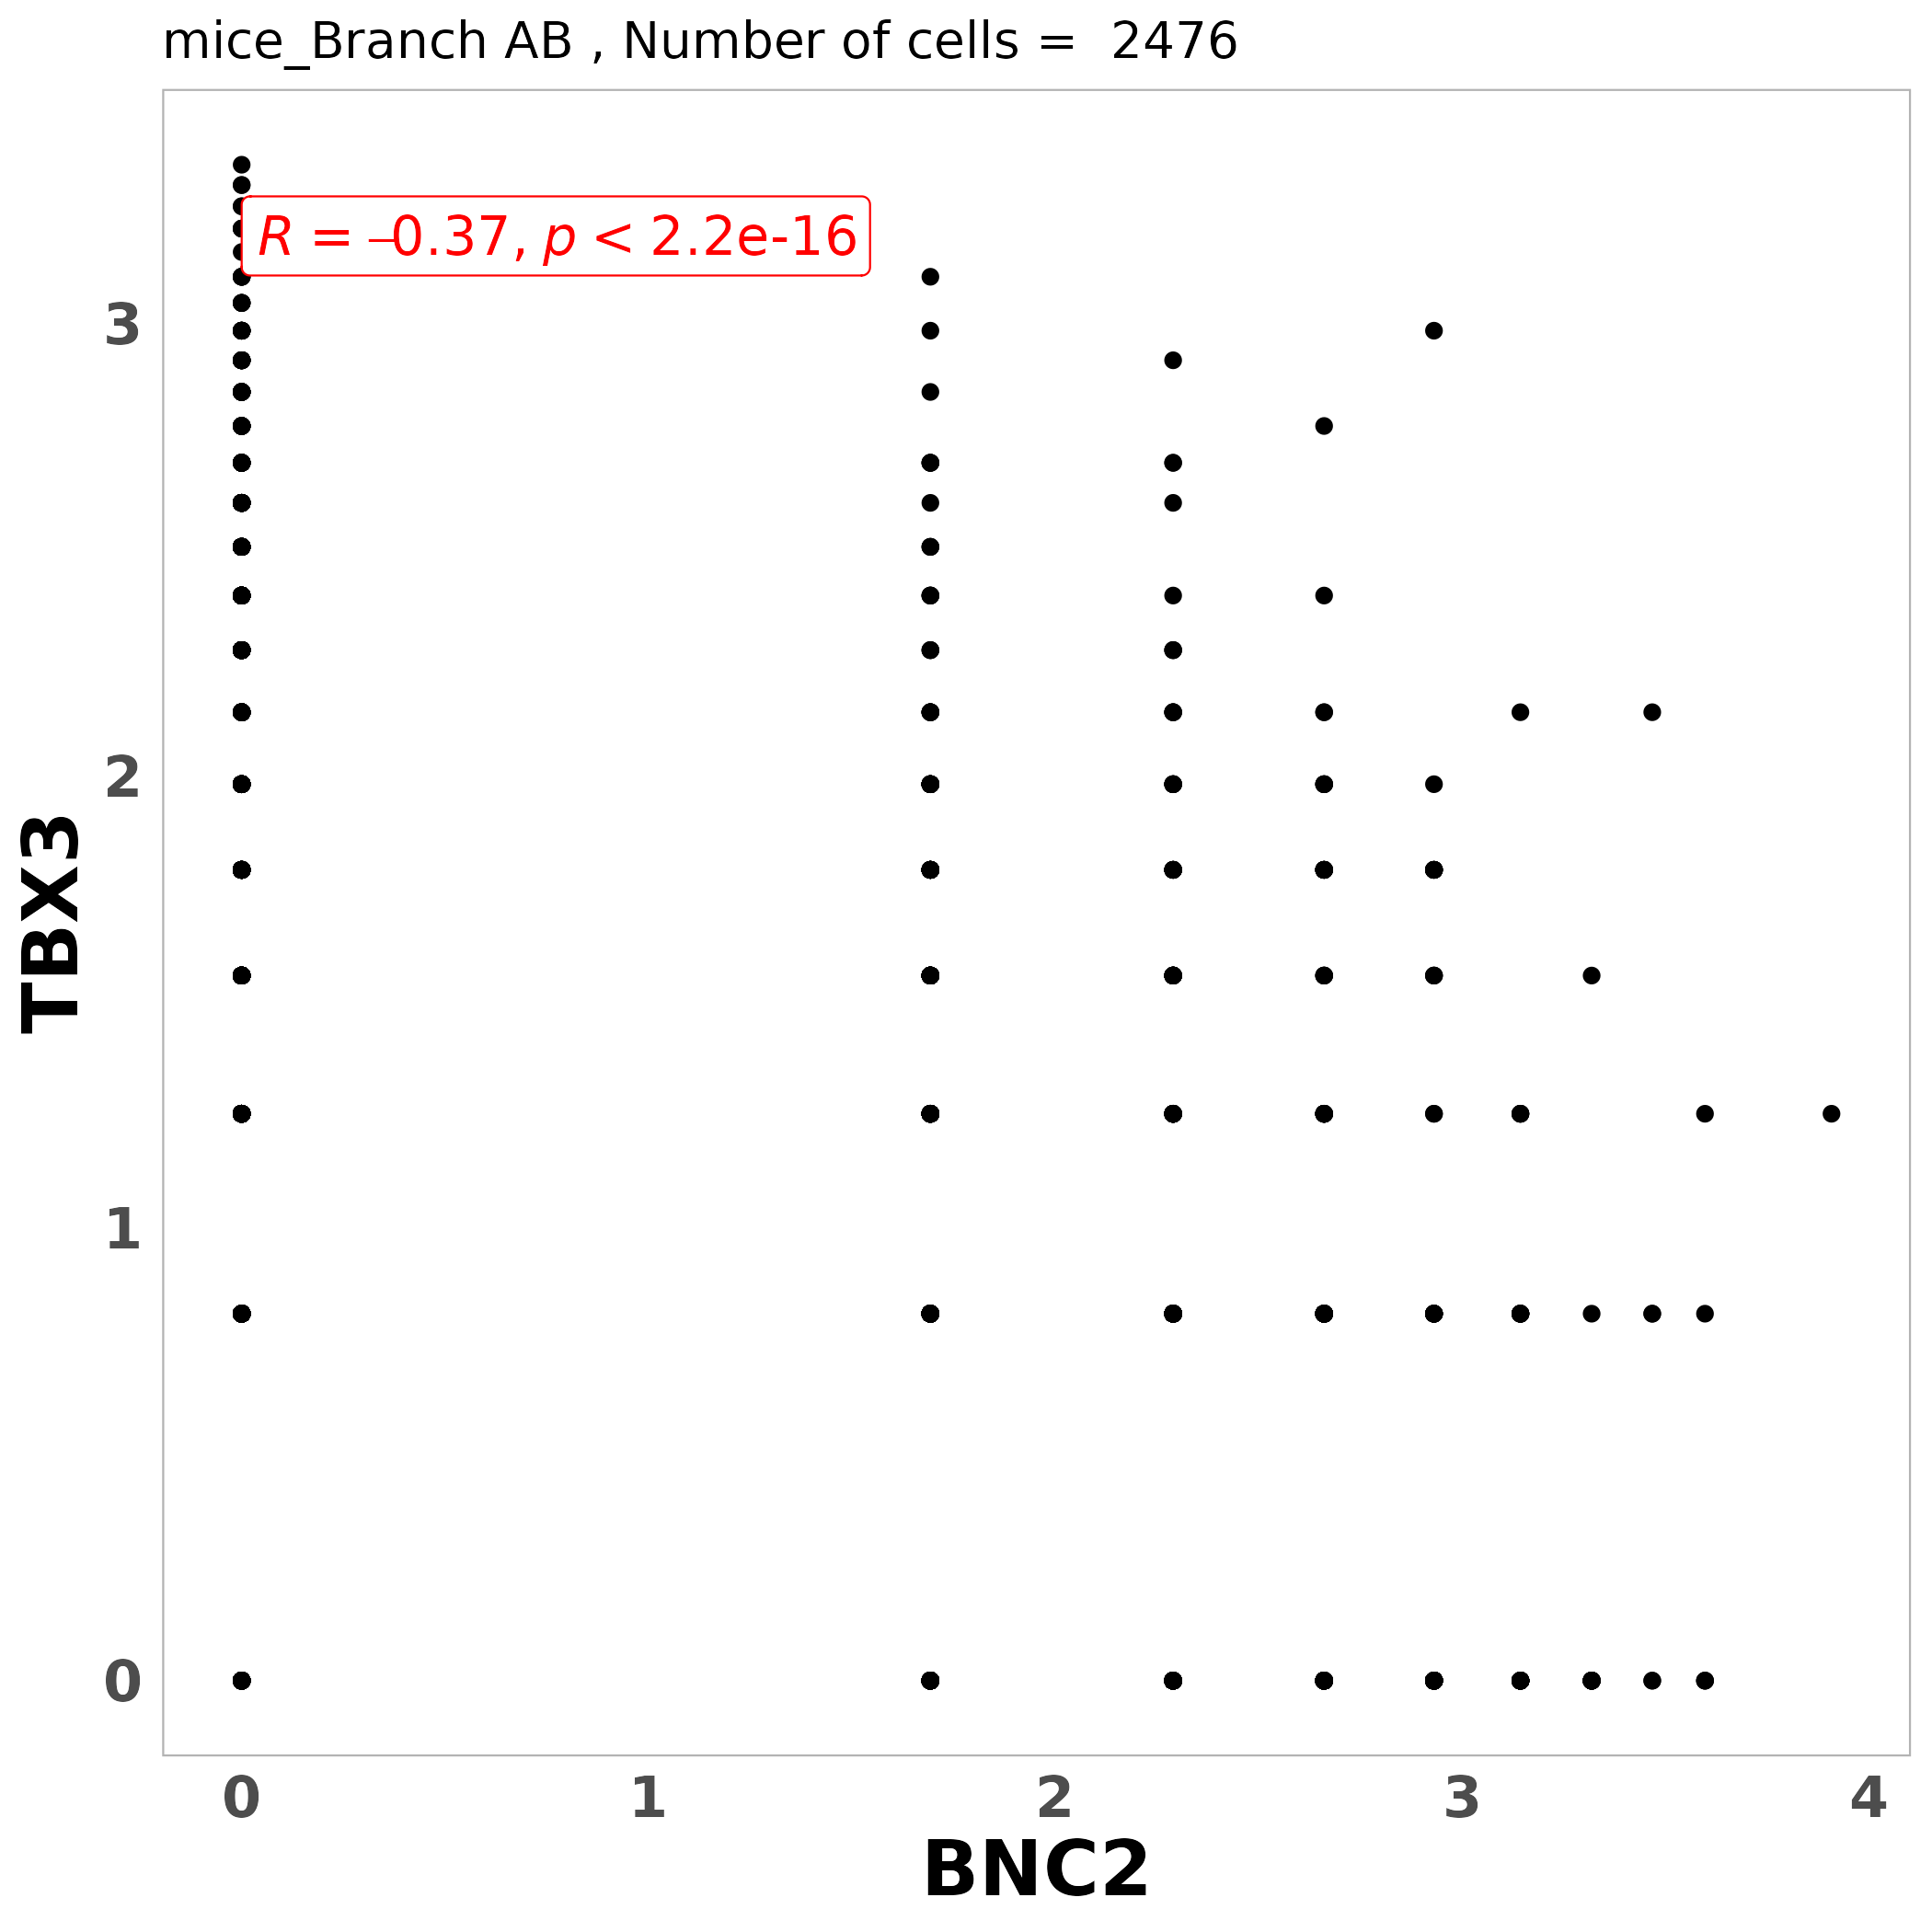 mice_Branch AB , Number of cells =  2476
R = –0.37, p < 2.2e-16
3
2
1
0
TBX3
0 1 2 3 4
BNC2